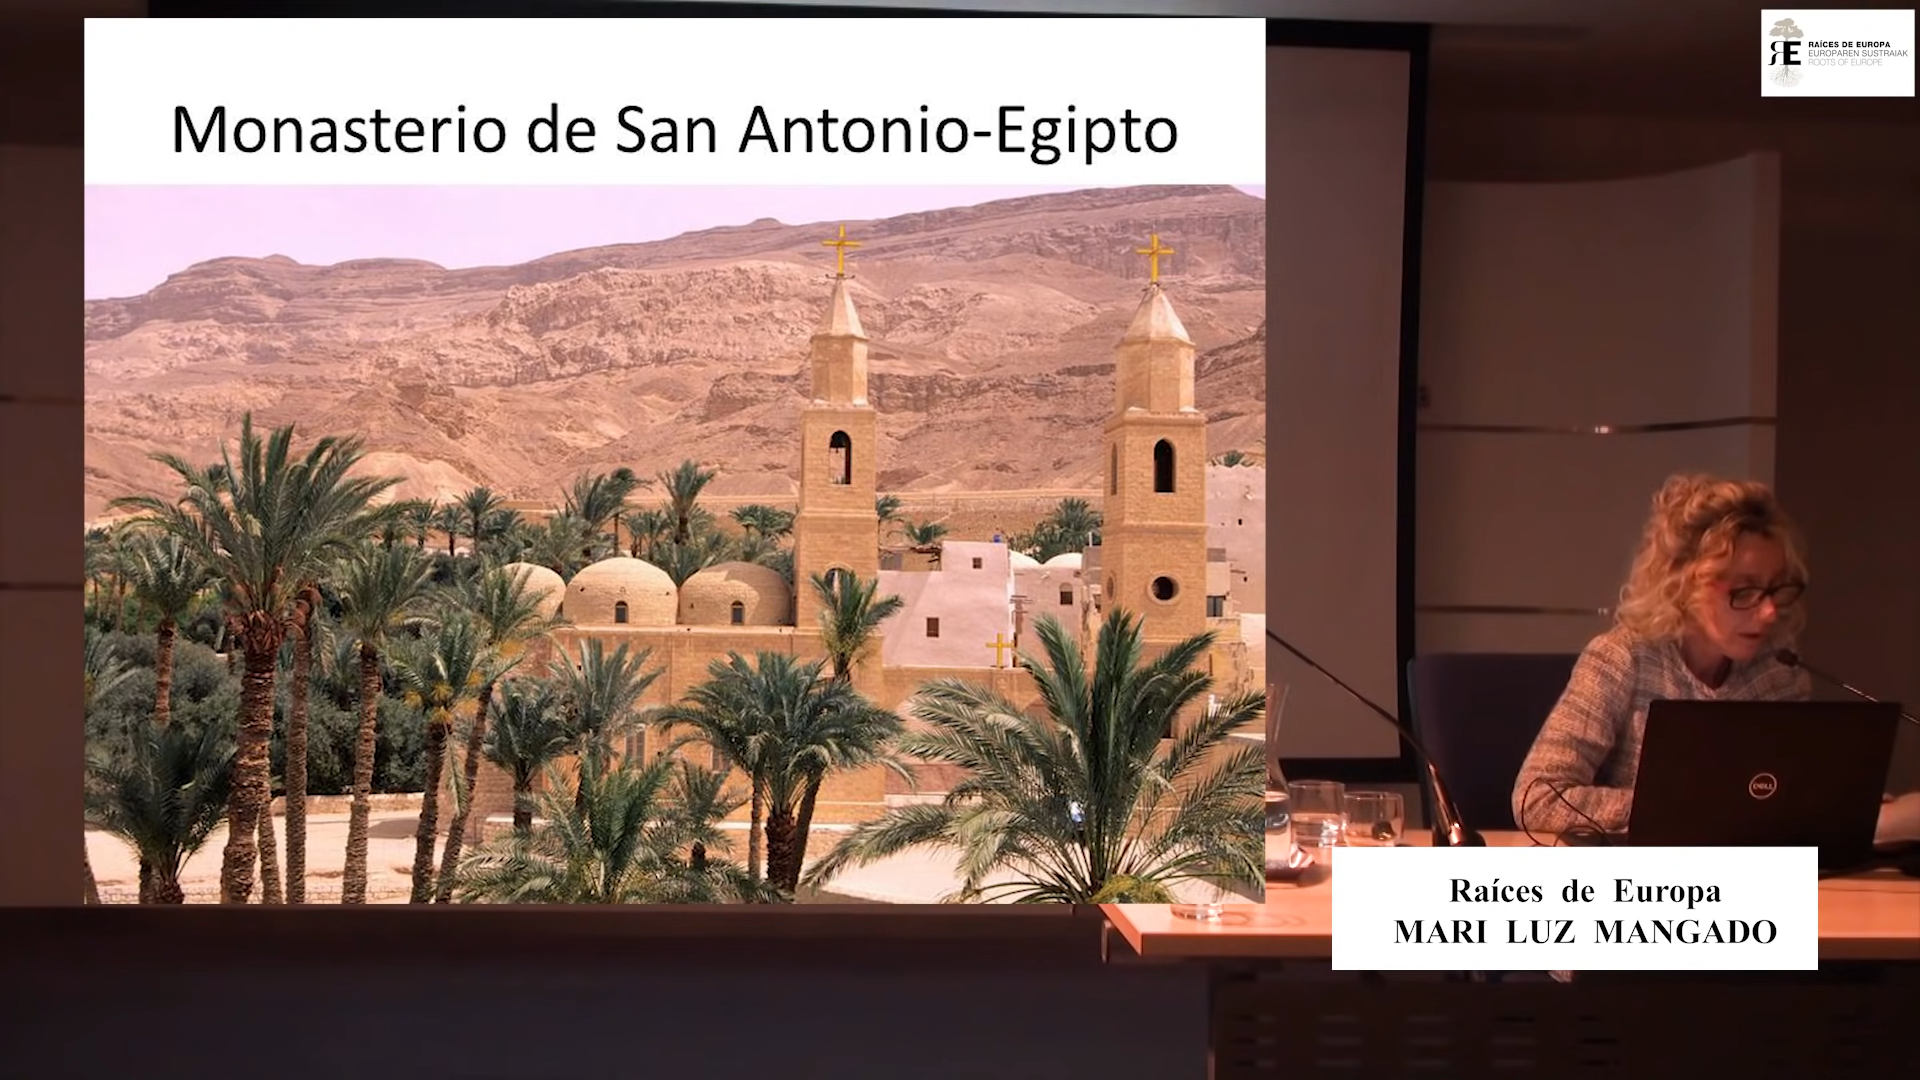 Monasterio de San Antonio-Egipto
RAÍCES DE EUROPA
EUROPAREN SUSTRAIAK
ROOTS OF EUROPE
DELL
Raíces de Europa
MARI LUZ MANGADO